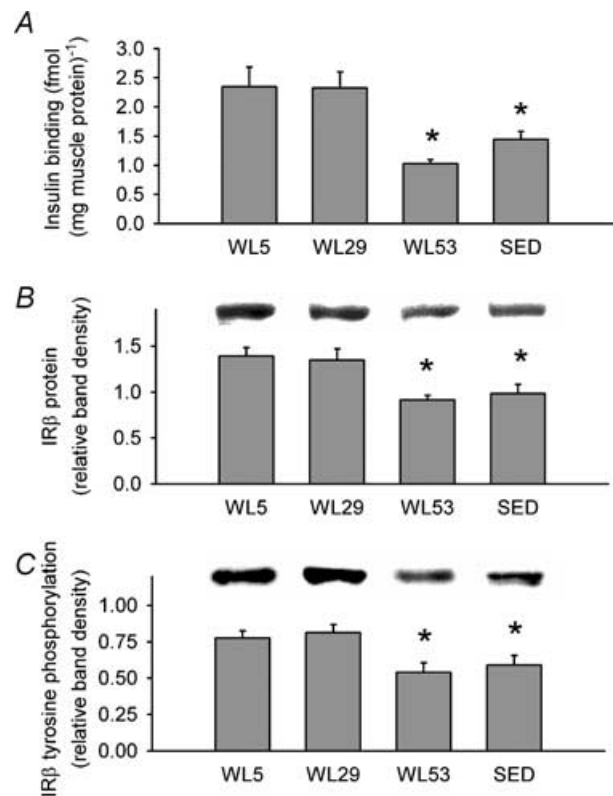 A
Insulin binding (fmol
(mg muscle protein)-1
3.0
2.5
2.0
1.5
1.0
0.5
0.0
*
*
WL5 WL29 WL53 SED
B
IRβ protein
(relative band density)
1.5
1.0
0.5
0.0
*
*
WL5 WL29 WL53 SED
C
IRβ tyrosine phosphorylation
(relative band density)
1.00
0.75
0.50
0.25
0.00
*
*
WL5 WL29 WL53 SED